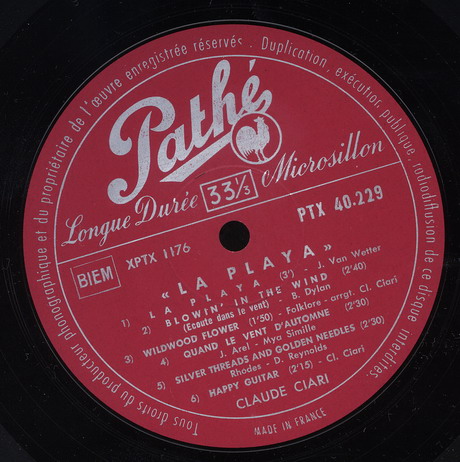 Tous droits du producteur phonographique et du propriétaire de l'œuvre enregistrée réservés. Duplication, exécution publique, radiodiffusion de ce disque interdites.
Pathé
Longue Durée 33 1/3 Microsillon
BIEM
XPTX 1176
PTX 40.229
« LA PLAYA »
1) LA PLAYA (3') - J. Van Wetter
2) BLOWIN' IN THE WIND (2'40)
(Ecoute dans le vent) - B. Dylan
3) WILDWOOD FLOWER (1'50) - Folklore - arrgt. Cl. Ciari
4) QUAND LE VENT D'AUTOMNE (2'30)
J. Arel - Mya Simille
5) SILVER THREADS AND GOLDEN NEEDLES (2'30)
Rhodes - D. Reynolds
6) HAPPY GUITAR (2'15) - Cl. Ciari
CLAUDE CIARI
MADE IN FRANCE